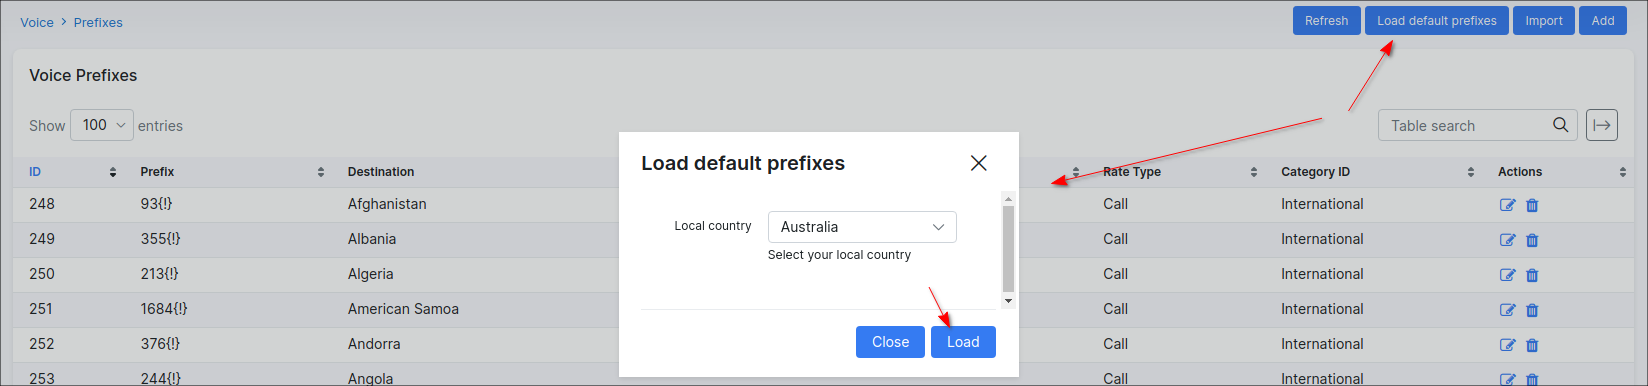 Voice > Prefixes
Refresh Load default prefixes Import Add
Voice Prefixes
Show 100 entries
Table search
ID Prefix Destination Rate Type Category ID Actions
248 93{!} Afghanistan Call International
249 355{!} Albania Call International
250 213{!} Algeria Call International
251 1684{!} American Samoa Call International
252 376{!} Andorra Call International
253 244{!} Angola Call International
Load default prefixes
Local country Australia
Select your local country
Close Load